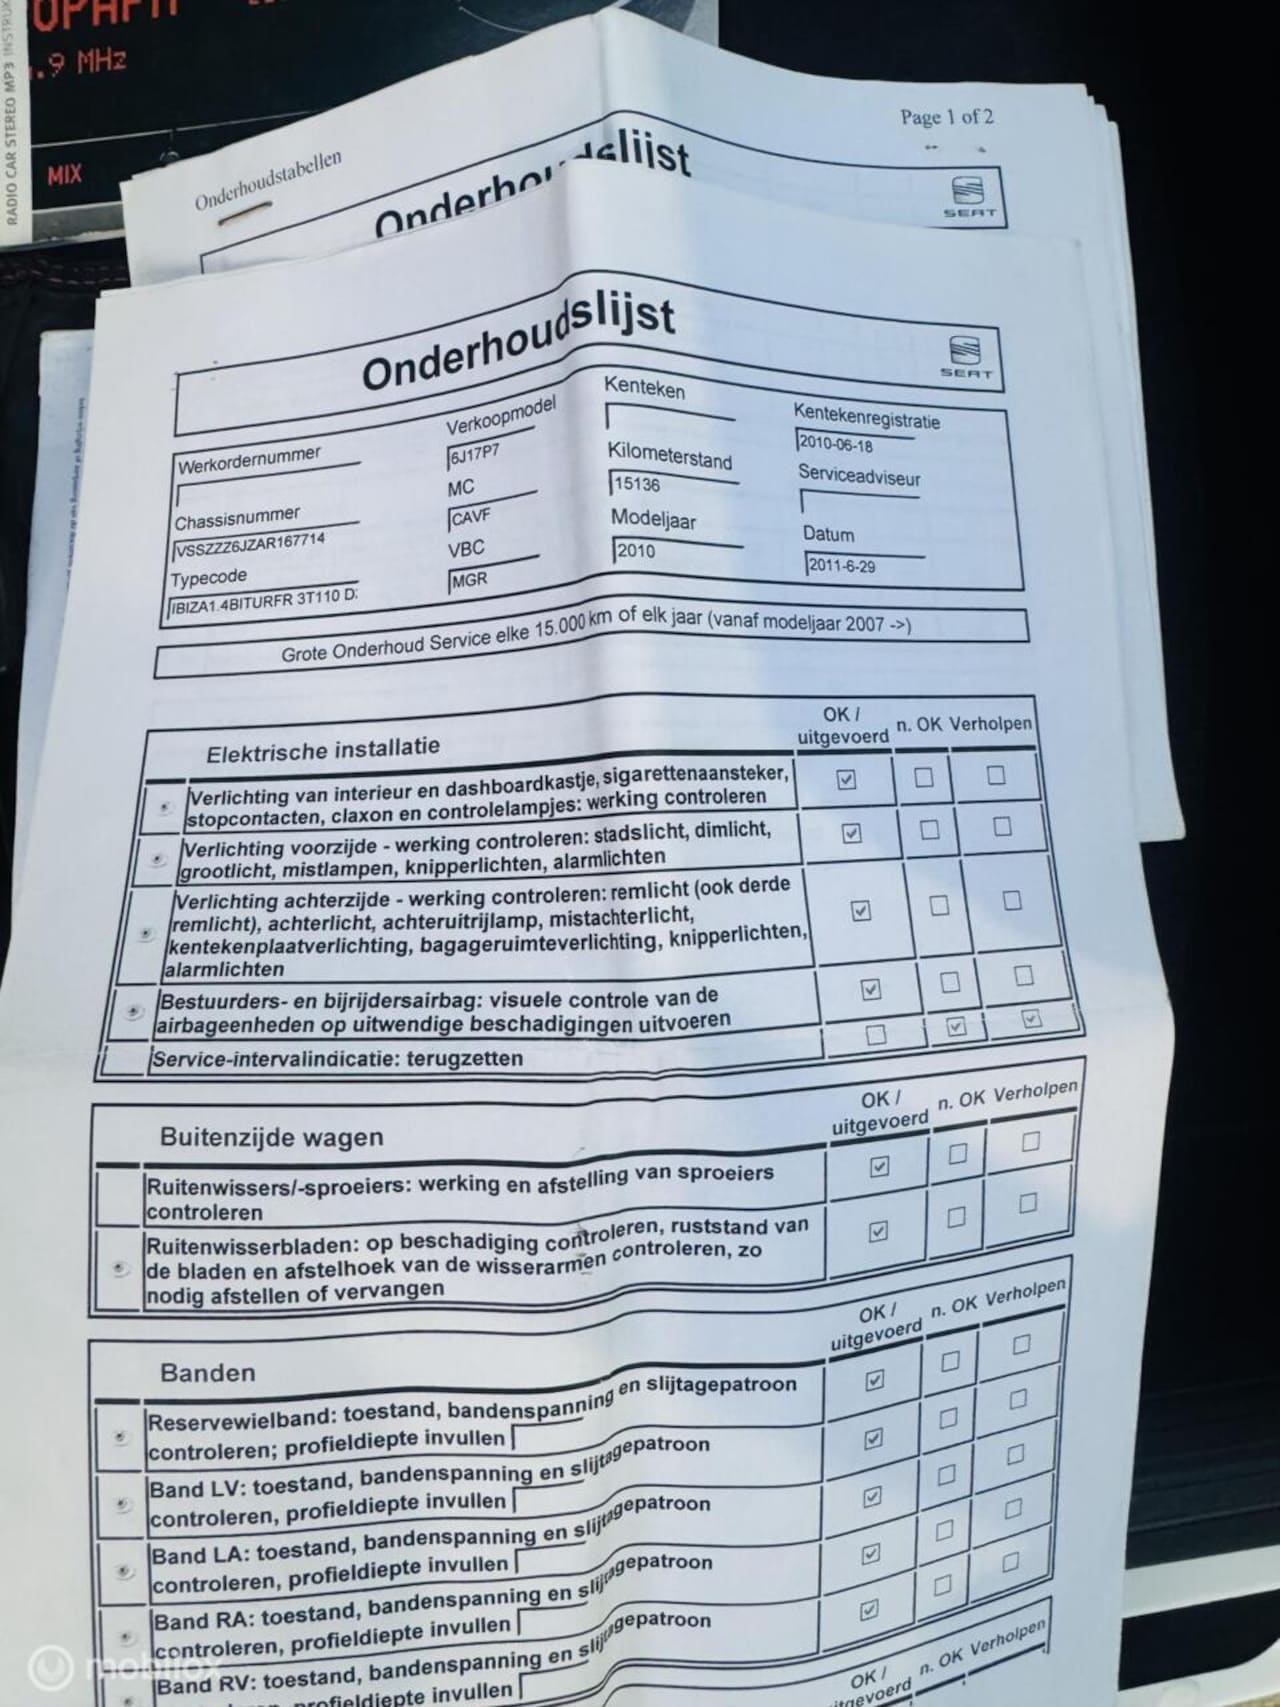 OPAFM
.9 MHz
MIX
RADIO CAR STEREO MP3 INSTRUK
Page 1 of 2
Onderhoudstabellen
Onderhoudslijst
SEAT
Onderhoudslijst
SEAT
Werkordernummer
Verkoopmodel
Kenteken
Kentekenregistratie
6J17P7
2010-06-18
Chassisnummer
MC
Kilometerstand
Serviceadviseur
VSSZZZ6JZAR167714
CAVF
15136
Typecode
VBC
Modeljaar
Datum
IBIZA1.4BITURFR 3T110 D:
MGR
2010
2011-6-29
Grote Onderhoud Service elke 15.000 km of elk jaar (vanaf modeljaar 2007 ->)
Elektrische installatie
OK /
uitgevoerd
n. OK
Verholpen
Verlichting van interieur en dashboardkastje, sigarettenaansteker,
stopcontacten, claxon en controlelampjes: werking controleren
Verlichting voorzijde - werking controleren: stadslicht, dimlicht,
grootlicht, mistlampen, knipperlichten, alarmlichten
Verlichting achterzijde - werking controleren: remlicht (ook derde
remlicht), achterlicht, achteruitrijlamp, mistachterlicht,
kentekenplaatverlichting, bagageruimteverlichting, knipperlichten,
alarmlichten
Bestuurders- en bijrijdersairbag: visuele controle van de
airbageenheden op uitwendige beschadigingen uitvoeren
Service-intervalindicatie: terugzetten
Buitenzijde wagen
OK /
uitgevoerd
n. OK
Verholpen
Ruitenwissers/-sproeiers: werking en afstelling van sproeiers
controleren
Ruitenwisserbladen: op beschadiging controleren, ruststand van
de bladen en afstelhoek van de wisserarmen controleren, zo
nodig afstellen of vervangen
Banden
OK /
uitgevoerd
n. OK
Verholpen
Reservewielband: toestand, bandenspanning en slijtagepatroon
controleren; profieldiepte invullen
Band LV: toestand, bandenspanning en slijtagepatroon
controleren, profieldiepte invullen
Band LA: toestand, bandenspanning en slijtagepatroon
controleren, profieldiepte invullen
Band RA: toestand, bandenspanning en slijtagepatroon
controleren, profieldiepte invullen
Band RV: toestand, bandenspanning en slijtagepatroon
profieldiepte invullen
OK /
uitgevoerd
n. OK
Verholpen
mobilox